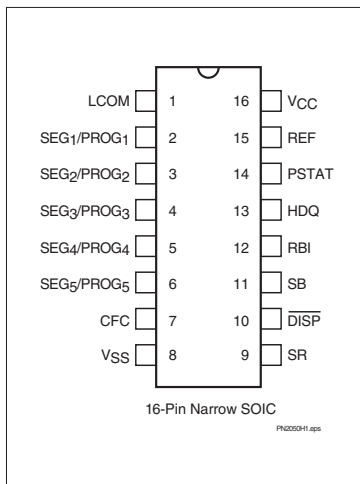 LCOM 1 16 VCC
SEG1/PROG1 2 15 REF
SEG2/PROG2 3 14 PSTAT
SEG3/PROG3 4 13 HDQ
SEG4/PROG4 5 12 RBI
SEG5/PROG5 6 11 SB
CFC 7 10 DISP
VSS 8 9 SR
16-Pin Narrow SOIC
PN2050H1.eps